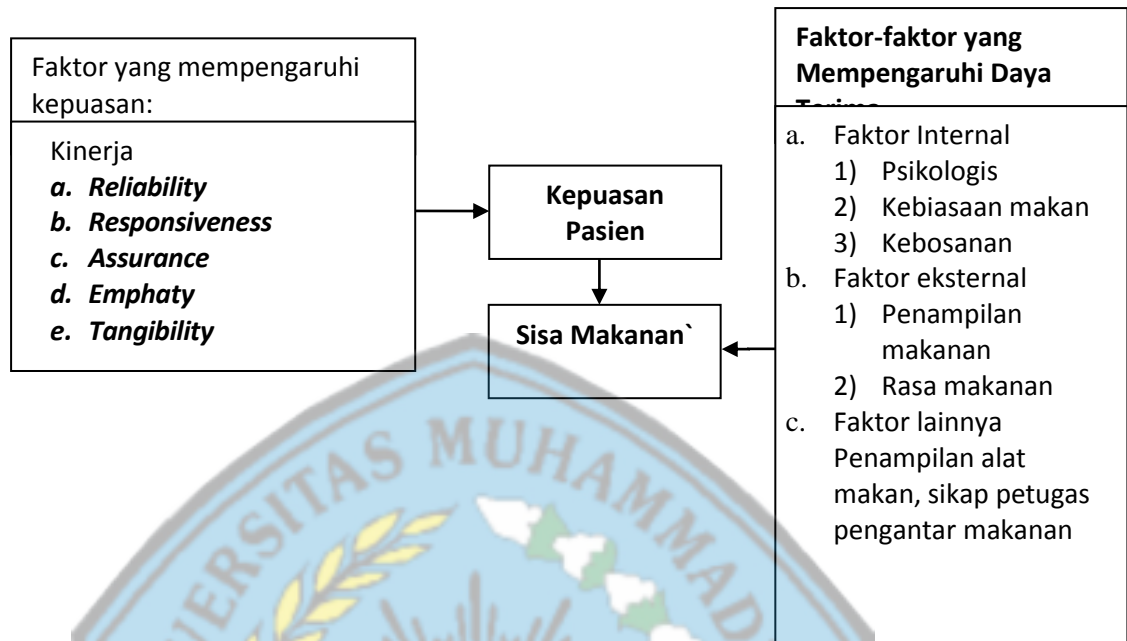 Faktor yang mempengaruhi
kepuasan:
Kinerja
a. Reliability
b. Responsiveness
c. Assurance
d. Emphaty
e. Tangibility
Kepuasan
Pasien
Sisa Makanan`
Faktor-faktor yang
Mempengaruhi Daya
Terima
a. Faktor Internal
1) Psikologis
2) Kebiasaan makan
3) Kebosanan
b. Faktor eksternal
1) Penampilan
makanan
2) Rasa makanan
c. Faktor lainnya
Penampilan alat
makan, sikap petugas
pengantar makanan